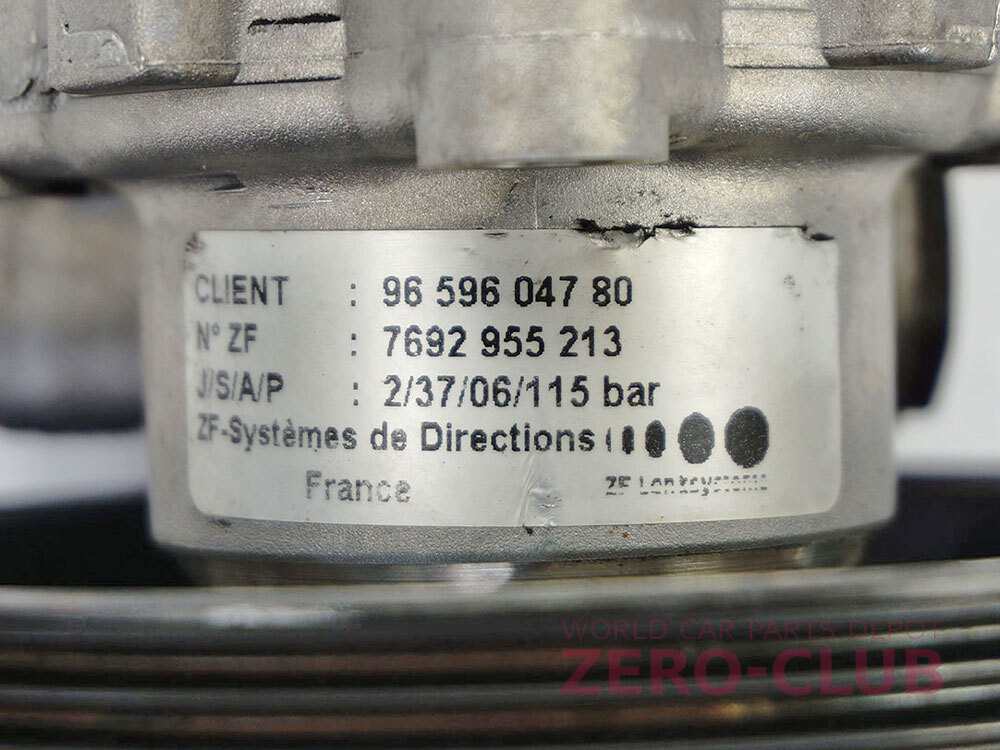 CLIENT : 96 596 047 80
N° ZF : 7692 955 213
J/S/A/P : 2/37/06/115 bar
ZF-Systèmes de Directions
France ZF Lenksysteme
WORLD CAR PARTS DEPOT
ZERO-CLUB